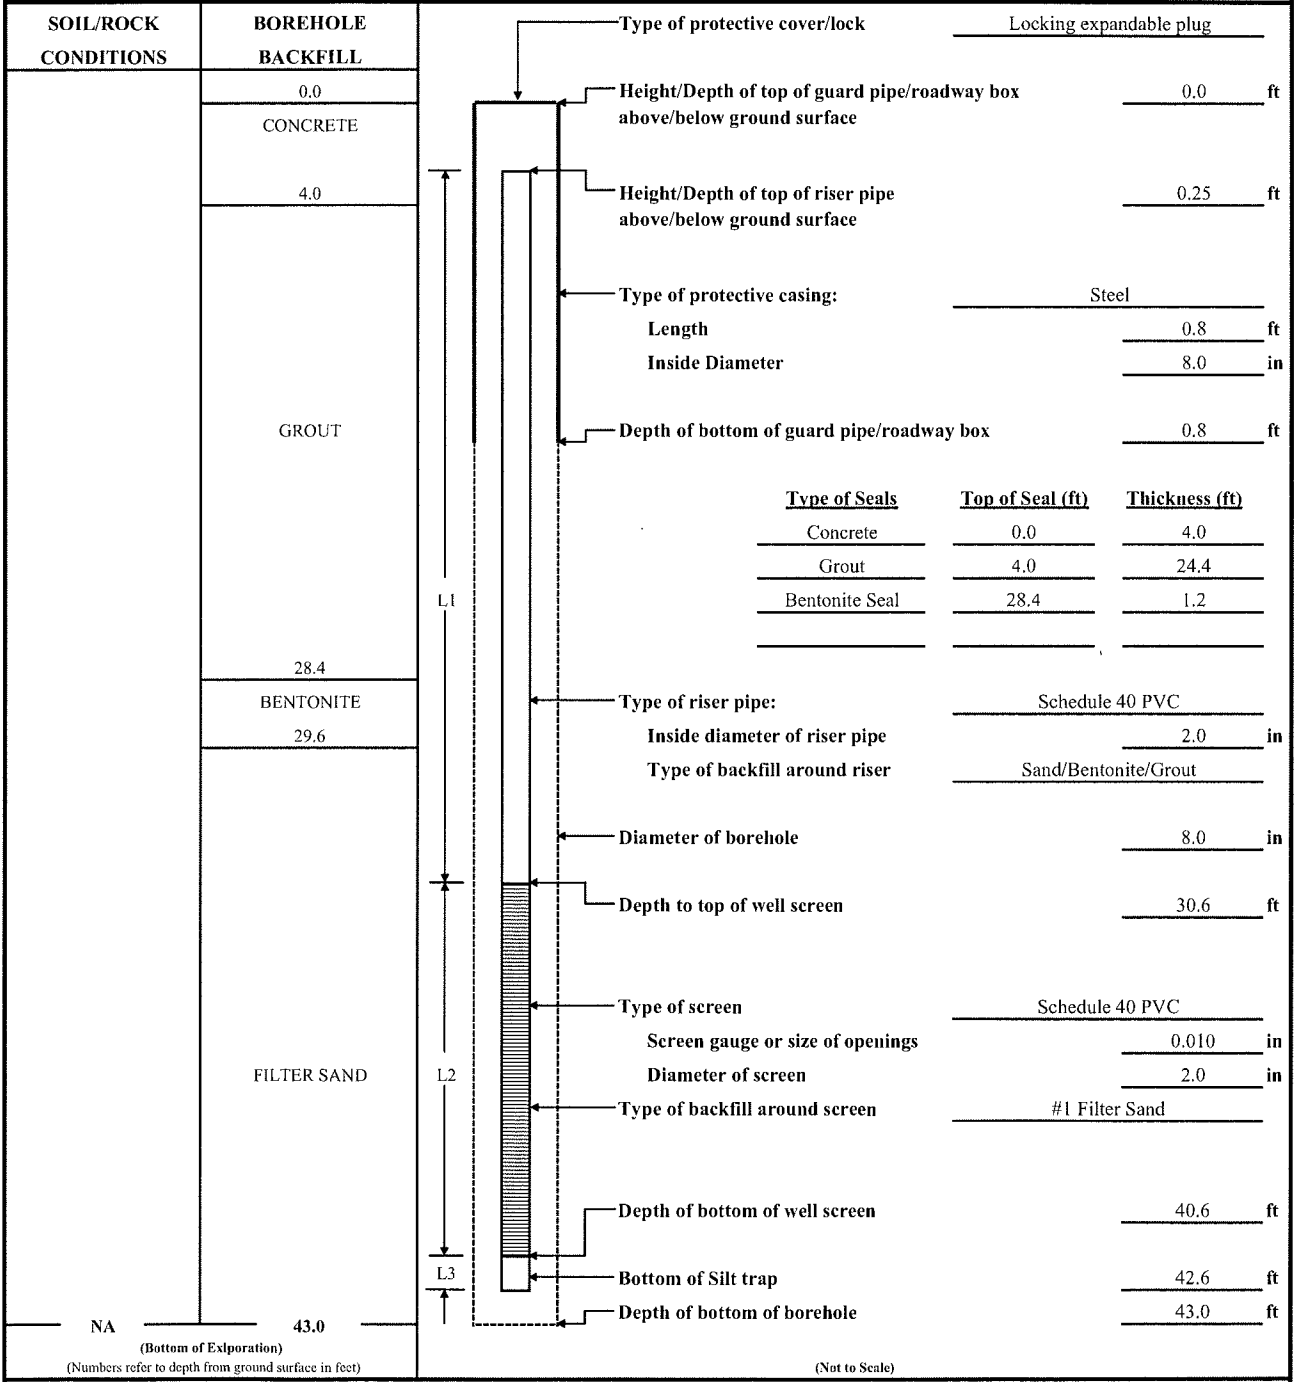 SOIL/ROCK
CONDITIONS
BOREHOLE
BACKFILL
0.0
CONCRETE
4.0
GROUT
28.4
BENTONITE
29.6
FILTER SAND
NA
43.0
(Bottom of Exlporation)
(Numbers refer to depth from ground surface in feet)
L1
L2
L3
Type of protective cover/lock Locking expandable plug
Height/Depth of top of guard pipe/roadway box 0.0 ft
above/below ground surface
Height/Depth of top of riser pipe 0.25 ft
above/below ground surface
Type of protective casing: Steel
Length 0.8 ft
Inside Diameter 8.0 in
Depth of bottom of guard pipe/roadway box 0.8 ft
Type of Seals Top of Seal (ft) Thickness (ft)
Concrete 0.0 4.0
Grout 4.0 24.4
Bentonite Seal 28.4 1.2
Type of riser pipe: Schedule 40 PVC
Inside diameter of riser pipe 2.0 in
Type of backfill around riser Sand/Bentonite/Grout
Diameter of borehole 8.0 in
Depth to top of well screen 30.6 ft
Type of screen Schedule 40 PVC
Screen gauge or size of openings 0.010 in
Diameter of screen 2.0 in
Type of backfill around screen #1 Filter Sand
Depth of bottom of well screen 40.6 ft
Bottom of Silt trap 42.6 ft
Depth of bottom of borehole 43.0 ft
(Not to Scale)